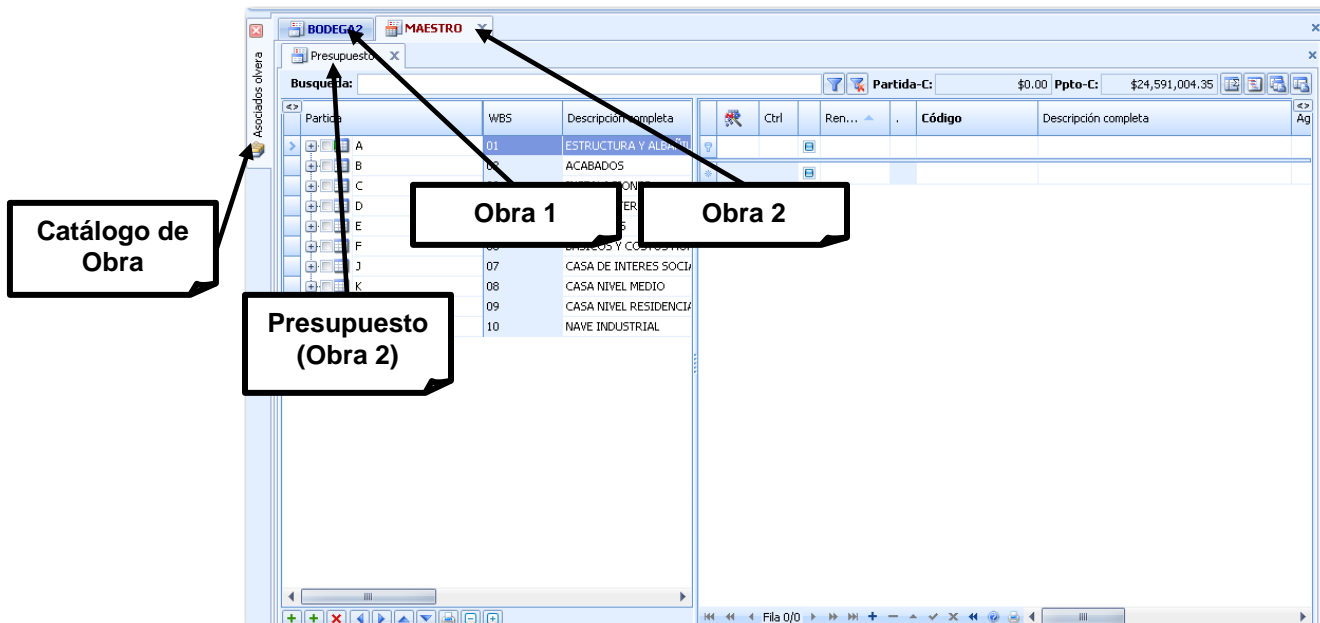 BODEGA2 MAESTRO X
Presupuesto X
Asociados olvera
Busqueda: Partida-C: $0.00 Ppto-C: $24,591,004.35
Partida WBS Descripción completa Ctrl Ren... . Código Descripción completa Ag
A 01 ESTRUCTURA Y ALBAÑIL
B 02 ACABADOS
C
D
E
F
J 07 CASA DE INTERES SOCIA
K 08 CASA NIVEL MEDIO
09 CASA NIVEL RESIDENCIA
10 NAVE INDUSTRIAL
Catálogo de
Obra
Obra 1
Obra 2
Presupuesto
(Obra 2)
Fila 0/0